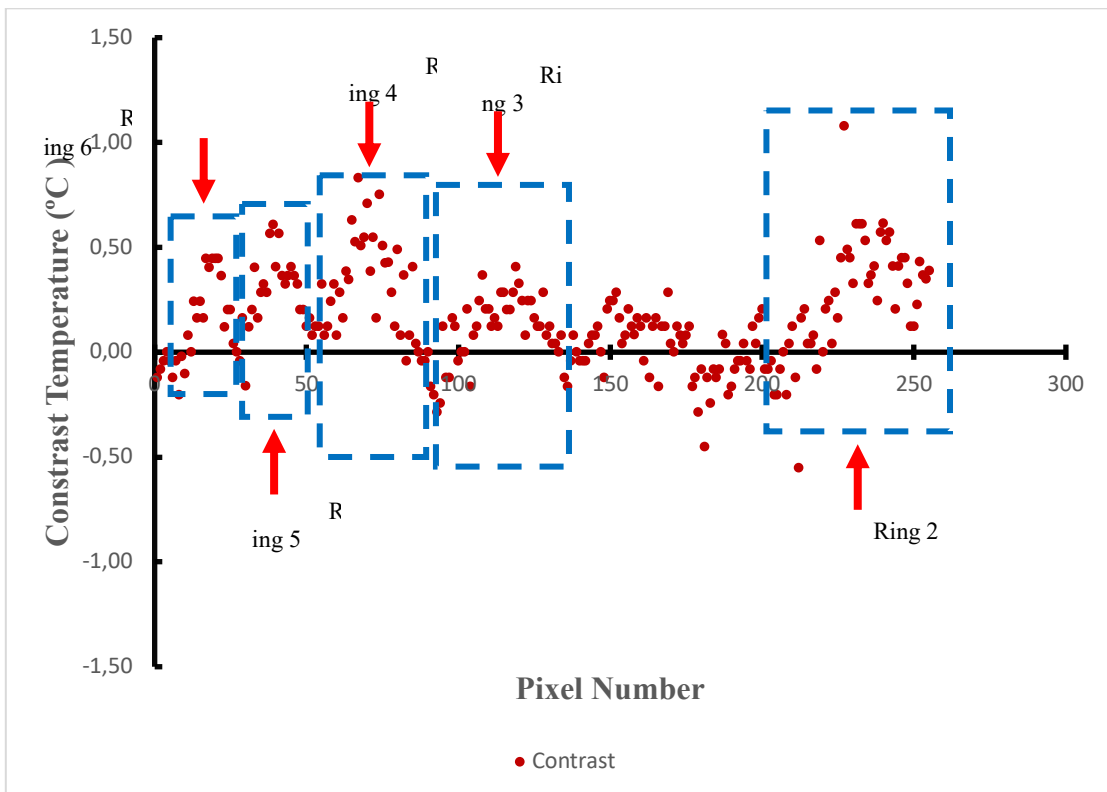 1,50
1,00
0,50
0,00
-0,50
-1,00
-1,50
0
50
100
150
200
250
300
Constrast Temperature (ºC )
Pixel Number
R
ing 6
R
ing 4
Ri
ng 3
R
ing 5
Ring 2
Contrast